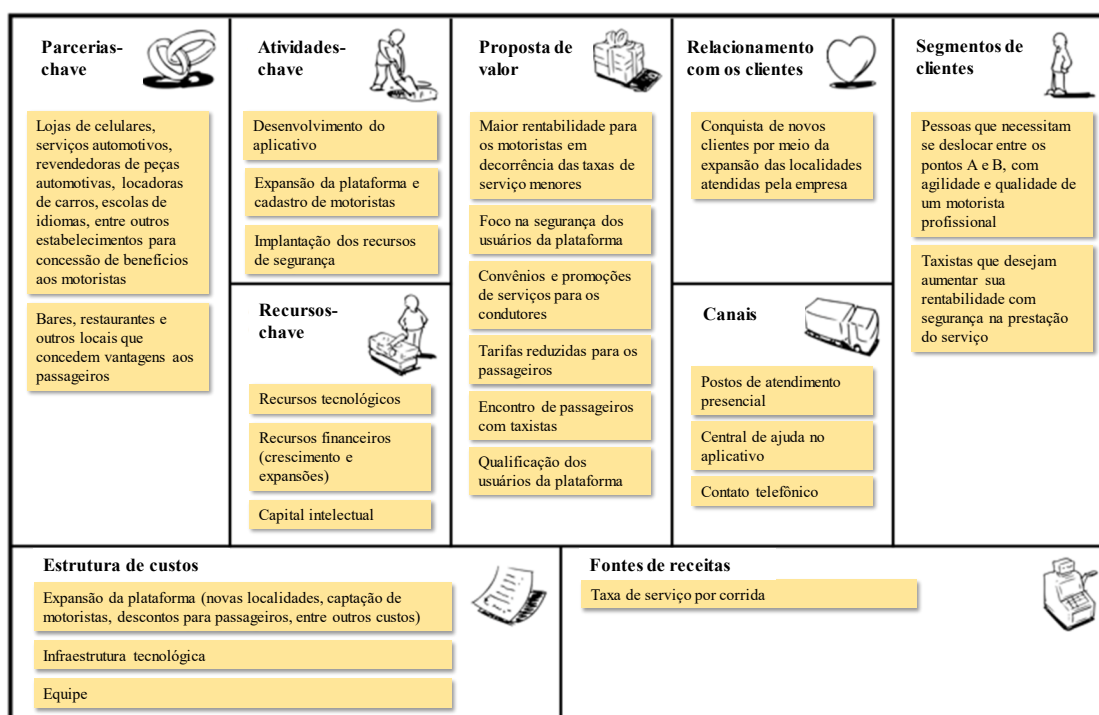 Parcerias-
chave
Lojas de celulares,
serviços automotivos,
revendedoras de peças
automotivas, locadoras
de carros, escolas de
idiomas, entre outros
estabelecimentos para
concessão de benefícios
aos motoristas
Bares, restaurantes e
outros locais que
concedem vantagens aos
passageiros
Atividades-
chave
Desenvolvimento do
aplicativo
Expansão da plataforma e
cadastro de motoristas
Implantação dos recursos
de segurança
Recursos-
chave
Recursos tecnológicos
Recursos financeiros
(crescimento e
expansões)
Capital intelectual
Proposta de
valor
Maior rentabilidade para
os motoristas em
decorrência das taxas de
serviço menores
Foco na segurança dos
usuários da plataforma
Convênios e promoções
de serviços para os
condutores
Tarifas reduzidas para os
passageiros
Encontro de passageiros
com taxistas
Qualificação dos
usuários da plataforma
Relacionamento
com os clientes
Conquista de novos
clientes por meio da
expansão das localidades
atendidas pela empresa
Canais
Postos de atendimento
presencial
Central de ajuda no
aplicativo
Contato telefônico
Segmentos de
clientes
Pessoas que necessitam
se deslocar entre os
pontos A e B, com
agilidade e qualidade de
um motorista
profissional
Taxistas que desejam
aumentar sua
rentabilidade com
segurança na prestação
do serviço
Estrutura de custos
Expansão da plataforma (novas localidades, captação de
motoristas, descontos para passageiros, entre outros custos)
Infraestrutura tecnológica
Equipe
Fontes de receitas
Taxa de serviço por corrida